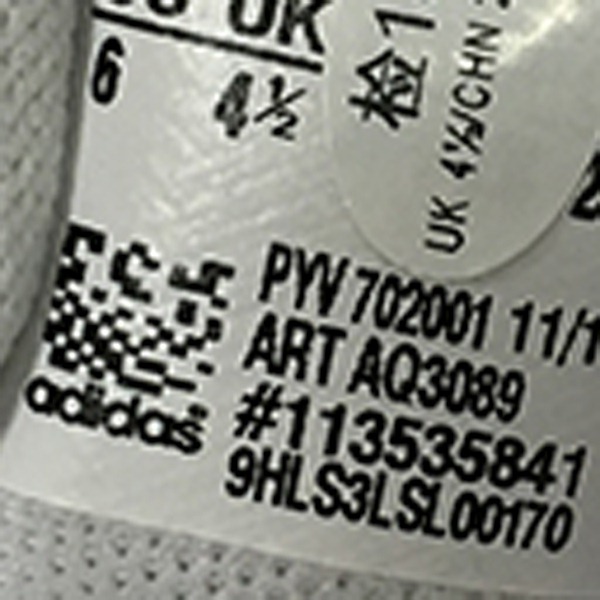 UK
6 4½
检1
UK 4½/CHN 2
PYV 702001 11/1
ART AQ3089
#113535841
9HLS3LSL00170
adidas